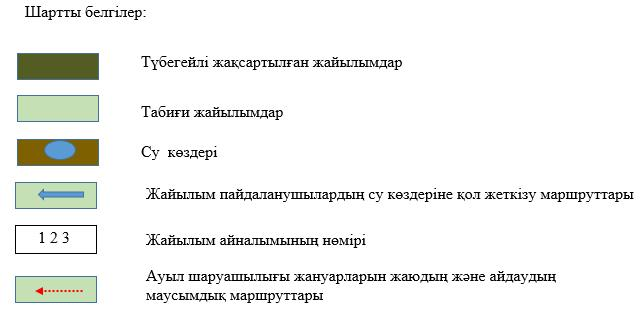 Шартты белгілер:
Түбегейлі жақсартылған жайылымдар
Табиғи жайылымдар
Су көздері
Жайылым пайдаланушылардың су көздеріне қол жеткізу маршруттары
1 2 3
Жайылым айналымының нөмірі
Ауыл шаруашылығы жануарларын жаюдың және айдаудың
маусымдық маршруттары